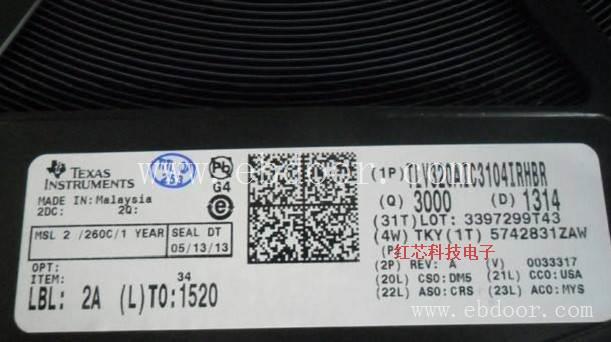 TEXAS
INSTRUMENTS
MADE IN: Malaysia
2DC: 2Q:
MSL 2 /260C/1 YEAR
SEAL DT
05/13/13
OPT:
ITEM:
34
LBL: 2A (L)TO:1520
Pb
G4
e
(1P) TLV320AIC3104IRHBR
(Q) 3000 (D) 1314
(31T) LOT: 3397299T43
(4W) TKY(1T) 5742831ZAW
(P
红芯科技电子
(2P) REV: A (V) 0033317
(20L) CSO:DM5 (21L) CCO:USA
(22L) ASO:CRS (23L) ACO:MYS
www.ebdoor.com